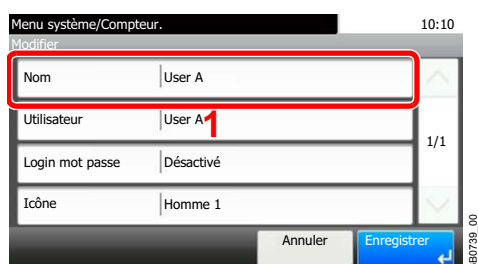 Menu système/Compteur. 10:10
Modifier
Nom User A
Utilisateur User A
1
1/1
Login mot passe Désactivé
Icône Homme 1
Annuler Enregistrer
B0739_00